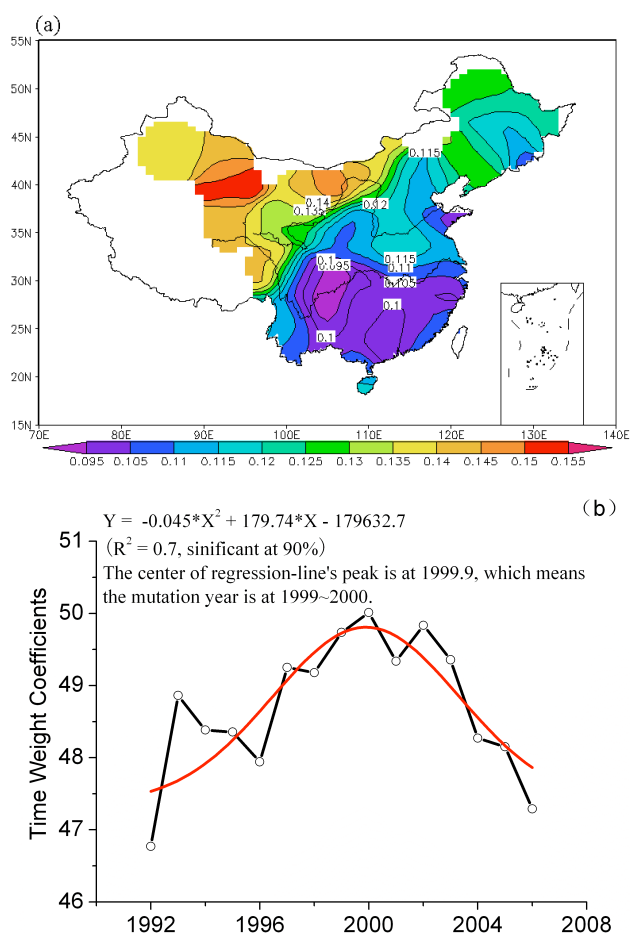 (a)
55N
50N
45N
40N
35N
30N
25N
20N
15N
0.115
0.14
0.12
0.1
0.095
0.115
0.11
0.105
0.1
0.1
70E 80E 90E 100E 110E 120E 130E 140E
0.095 0.105 0.11 0.115 0.12 0.125 0.13 0.135 0.14 0.145 0.15 0.155
(b)
Y = -0.045*X² + 179.74*X - 179632.7
(R² = 0.7, sinificant at 90%)
The center of regression-line's peak is at 1999.9, which means
the mutation year is at 1999~2000.
Time Weight Coefficients
51
50
49
48
47
46
1992 1996 2000 2004 2008